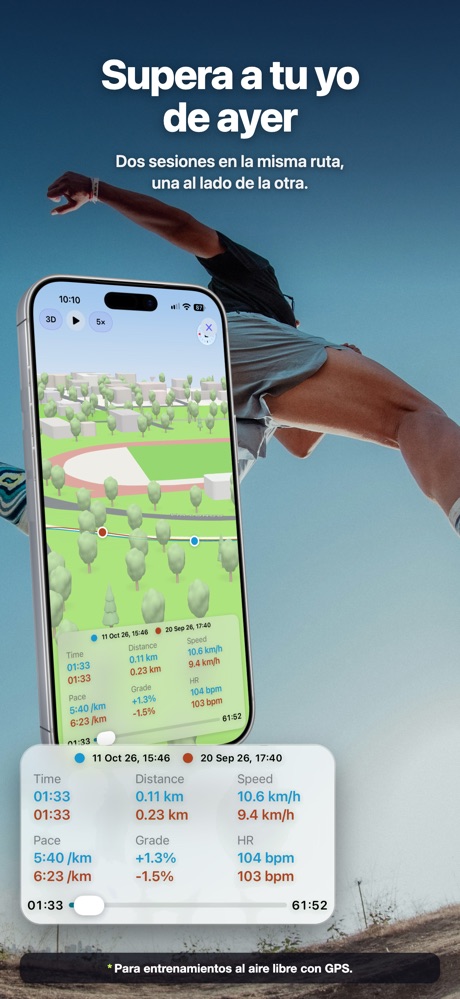 Supera a tu yo
de ayer
Dos sesiones en la misma ruta,
una al lado de la otra.
10:10
87
3D
5x
11 Oct 26, 15:46 20 Sep 26, 17:40
Time Distance Speed
01:33 0.11 km 10.6 km/h
01:33 0.23 km 9.4 km/h
Pace Grade HR
5:40 /km +1.3% 104 bpm
6:23 /km -1.5% 103 bpm
01:33 61:52
11 Oct 26, 15:46 20 Sep 26, 17:40
Time Distance Speed
01:33 0.11 km 10.6 km/h
01:33 0.23 km 9.4 km/h
Pace Grade HR
5:40 /km +1.3% 104 bpm
6:23 /km -1.5% 103 bpm
01:33 61:52
* Para entrenamientos al aire libre con GPS.